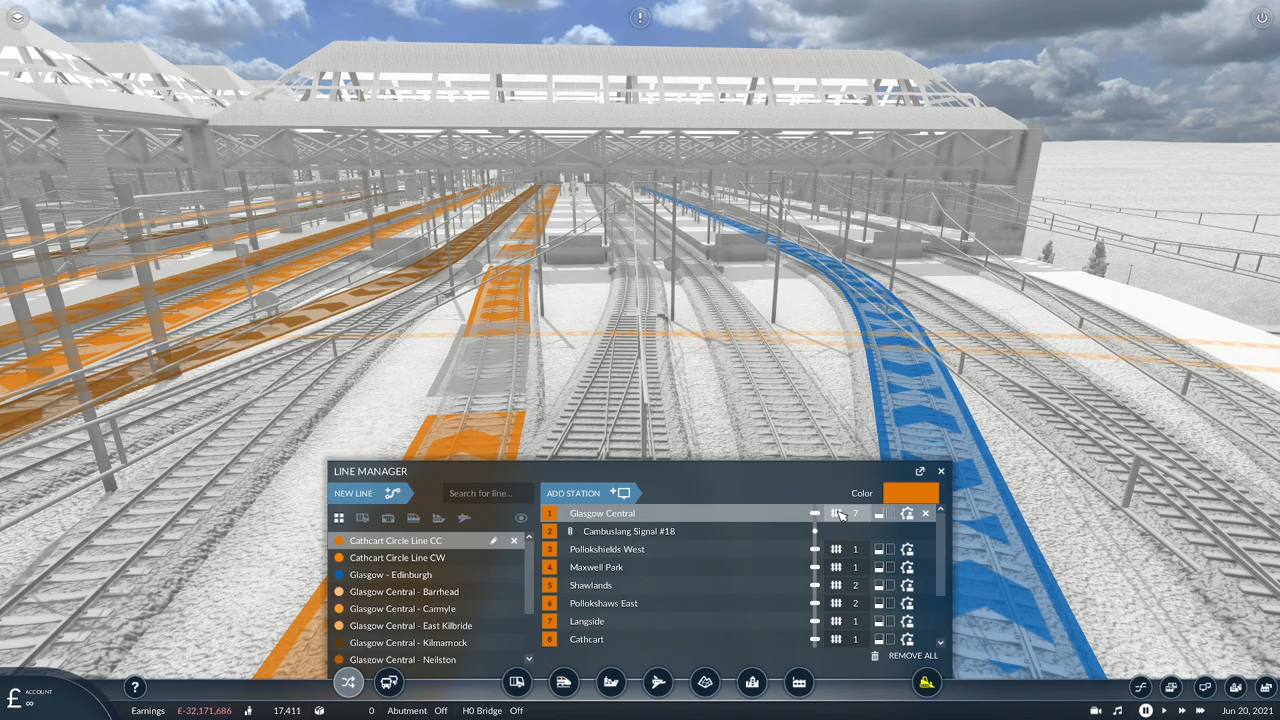 LINE MANAGER
NEW LINE
Search for line...
ADD STATION
Color
1 Glasgow Central 7
2 Cambuslang Signal #18
3 Pollokshields West 1
4 Maxwell Park 1
5 Shawlands 2
6 Pollokshaws East 2
7 Langside 1
8 Cathcart 1
REMOVE ALL
Cathcart Circle Line CC
Cathcart Circle Line CW
Glasgow - Edinburgh
Glasgow Central - Barrhead
Glasgow Central - Carmyle
Glasgow Central - East Kilbride
Glasgow Central - Kilmarnock
Glasgow Central - Neilston
£ ACCOUNT
∞
?
Earnings £-32,171,686 17,411 0 Abutment Off H0 Bridge Off
Jun 20, 2021